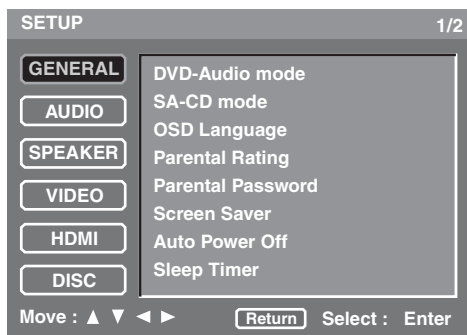 SETUP 1/2
GENERAL
AUDIO
SPEAKER
VIDEO
HDMI
DISC
DVD-Audio mode
SA-CD mode
OSD Language
Parental Rating
Parental Password
Screen Saver
Auto Power Off
Sleep Timer
Move : ▲ ▼ ◄ ► Return Select : Enter